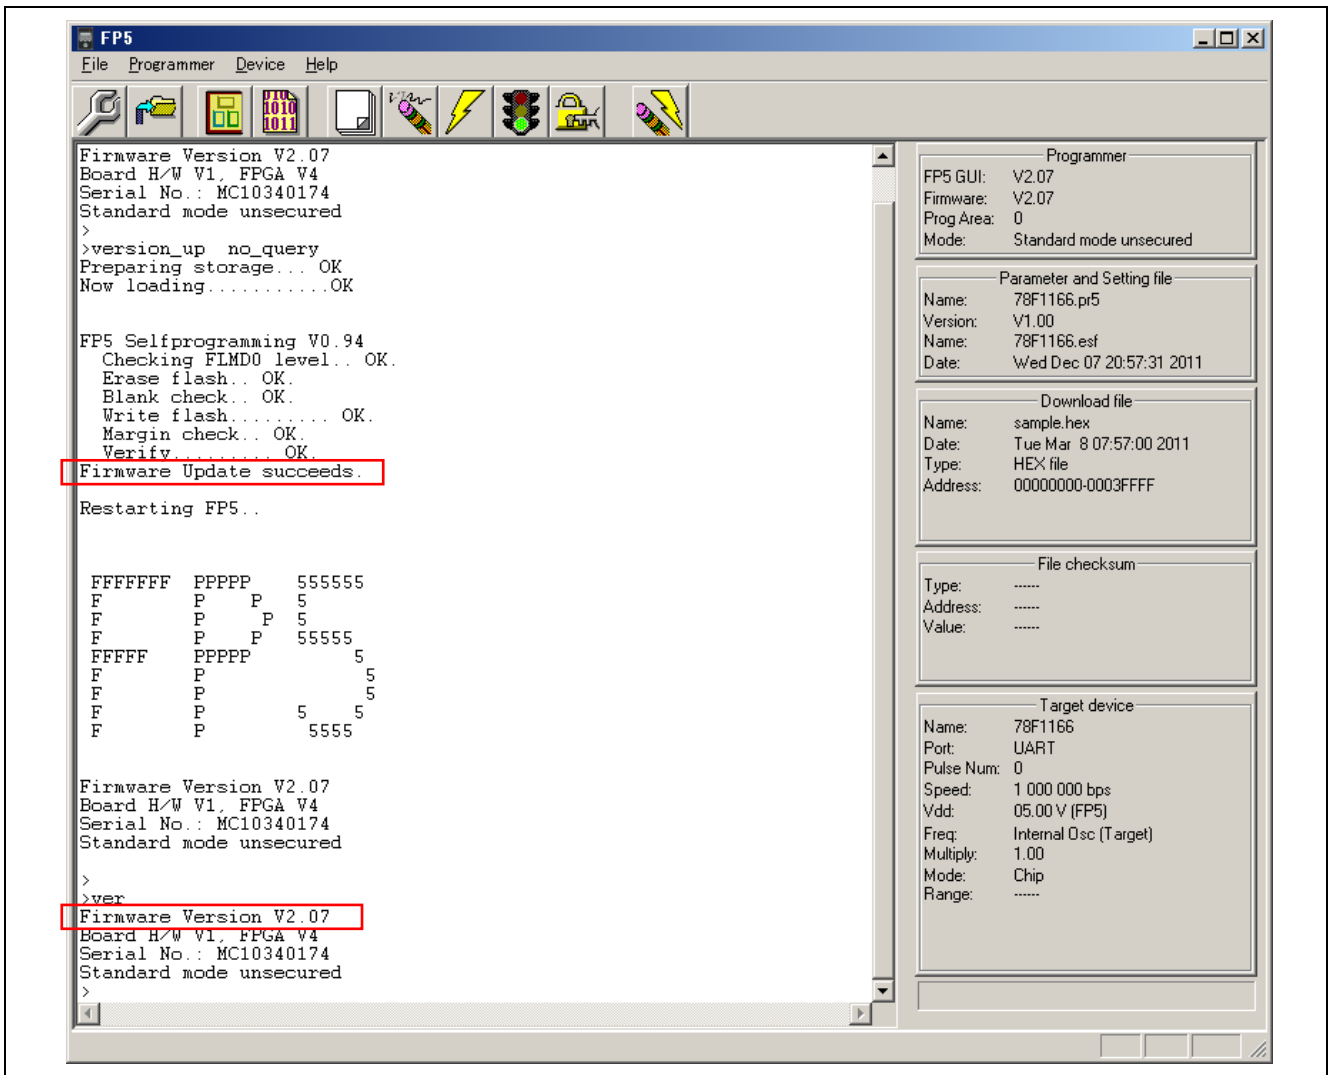 FP5
File Programmer Device Help
Firmware Version V2.07
Board H/W V1, FPGA V4
Serial No.: MC10340174
Standard mode unsecured
>
>version_up  no_query
Preparing storage... OK
Now loading...........OK
FP5 Selfprogramming V0.94
  Checking FLMD0 level.. OK.
  Erase flash.. OK.
  Blank check.. OK.
  Write flash......... OK.
  Margin check.. OK.
  Verify......... OK.
Firmware Update succeeds.
Restarting FP5..
 FFFFFFF  PPPPP    555555
 F        P    P   5
 F        P     P  5
 F        P    P   55555
 FFFFF    PPPPP         5
 F        P              5
 F        P              5
 F        P        5    5
 F        P         5555
Firmware Version V2.07
Board H/W V1, FPGA V4
Serial No.: MC10340174
Standard mode unsecured
>
>ver
Firmware Version V2.07
Board H/W V1, FPGA V4
Serial No.: MC10340174
Standard mode unsecured
>
Programmer
FP5 GUI: V2.07
Firmware: V2.07
Prog Area: 0
Mode: Standard mode unsecured
Parameter and Setting file
Name: 78F1166.pr5
Version: V1.00
Name: 78F1166.esf
Date: Wed Dec 07 20:57:31 2011
Download file
Name: sample.hex
Date: Tue Mar  8 07:57:00 2011
Type: HEX file
Address: 00000000-0003FFFF
File checksum
Type: ------
Address: ------
Value: ------
Target device
Name: 78F1166
Port: UART
Pulse Num: 0
Speed: 1 000 000 bps
Vdd: 05.00 V (FP5)
Freq: Internal Osc (Target)
Multiply: 1.00
Mode: Chip
Range: ------